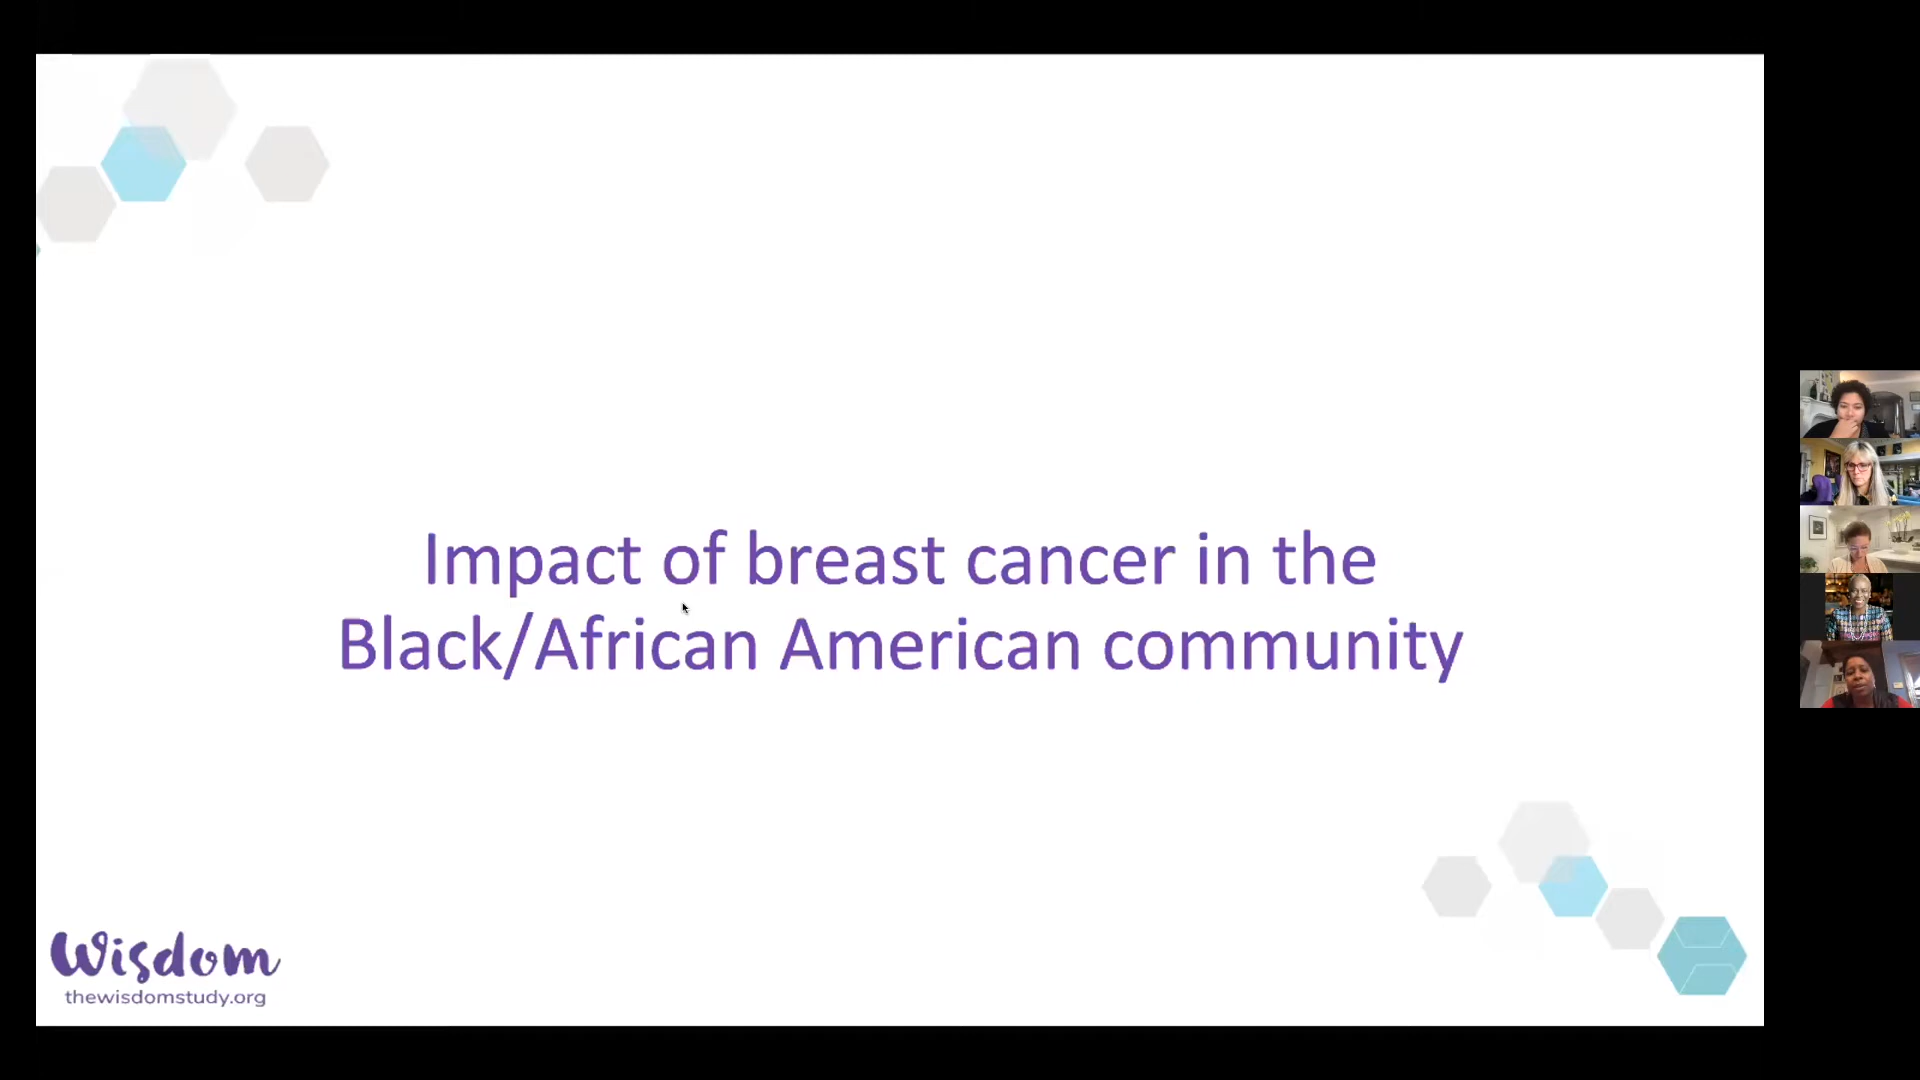 Impact of breast cancer in the
Black/African American community
Wisdom
thewisdomstudy.org